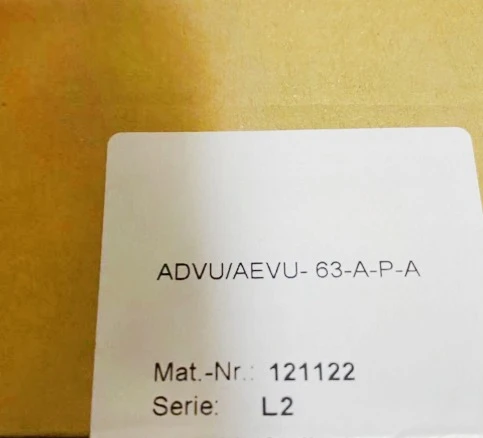 ADVU/AEVU- 63-A-P-A
Mat.-Nr.: 121122
Serie: L2